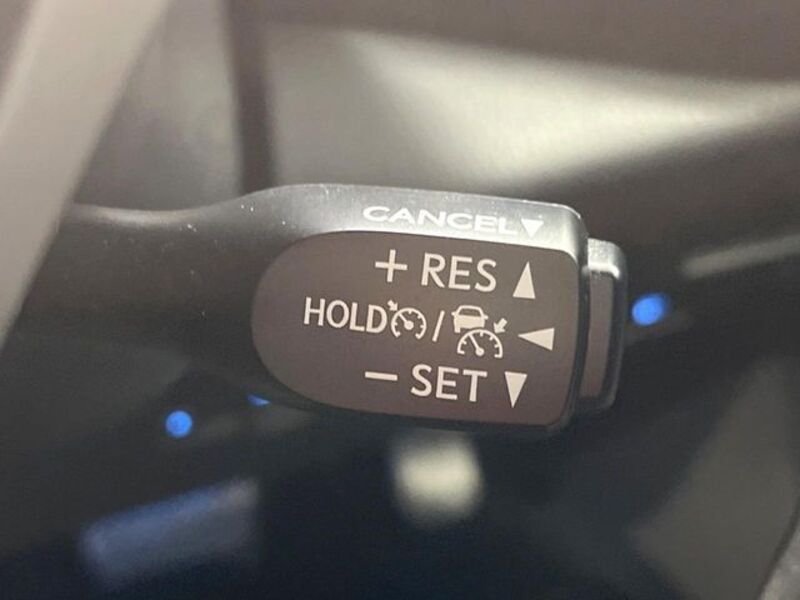 CANCEL▼
+ RES ▲
HOLD / ◀
− SET ▼